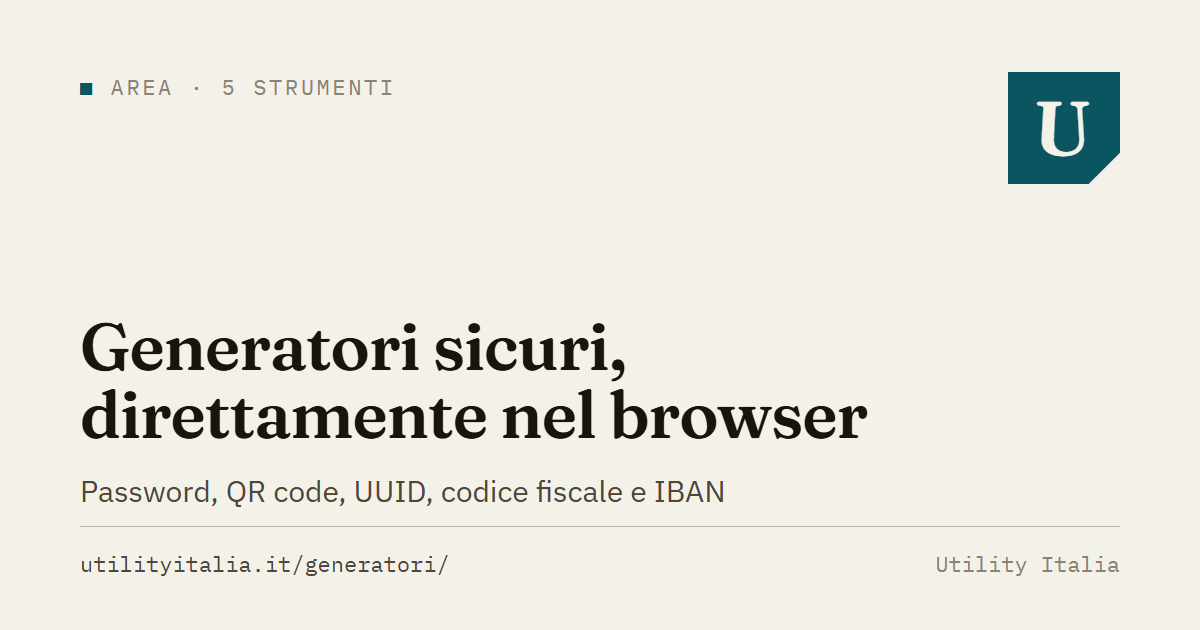 AREA · 5 STRUMENTI
U
Generatori sicuri,
direttamente nel browser
Password, QR code, UUID, codice fiscale e IBAN
utilityitalia.it/generatori/
Utility Italia